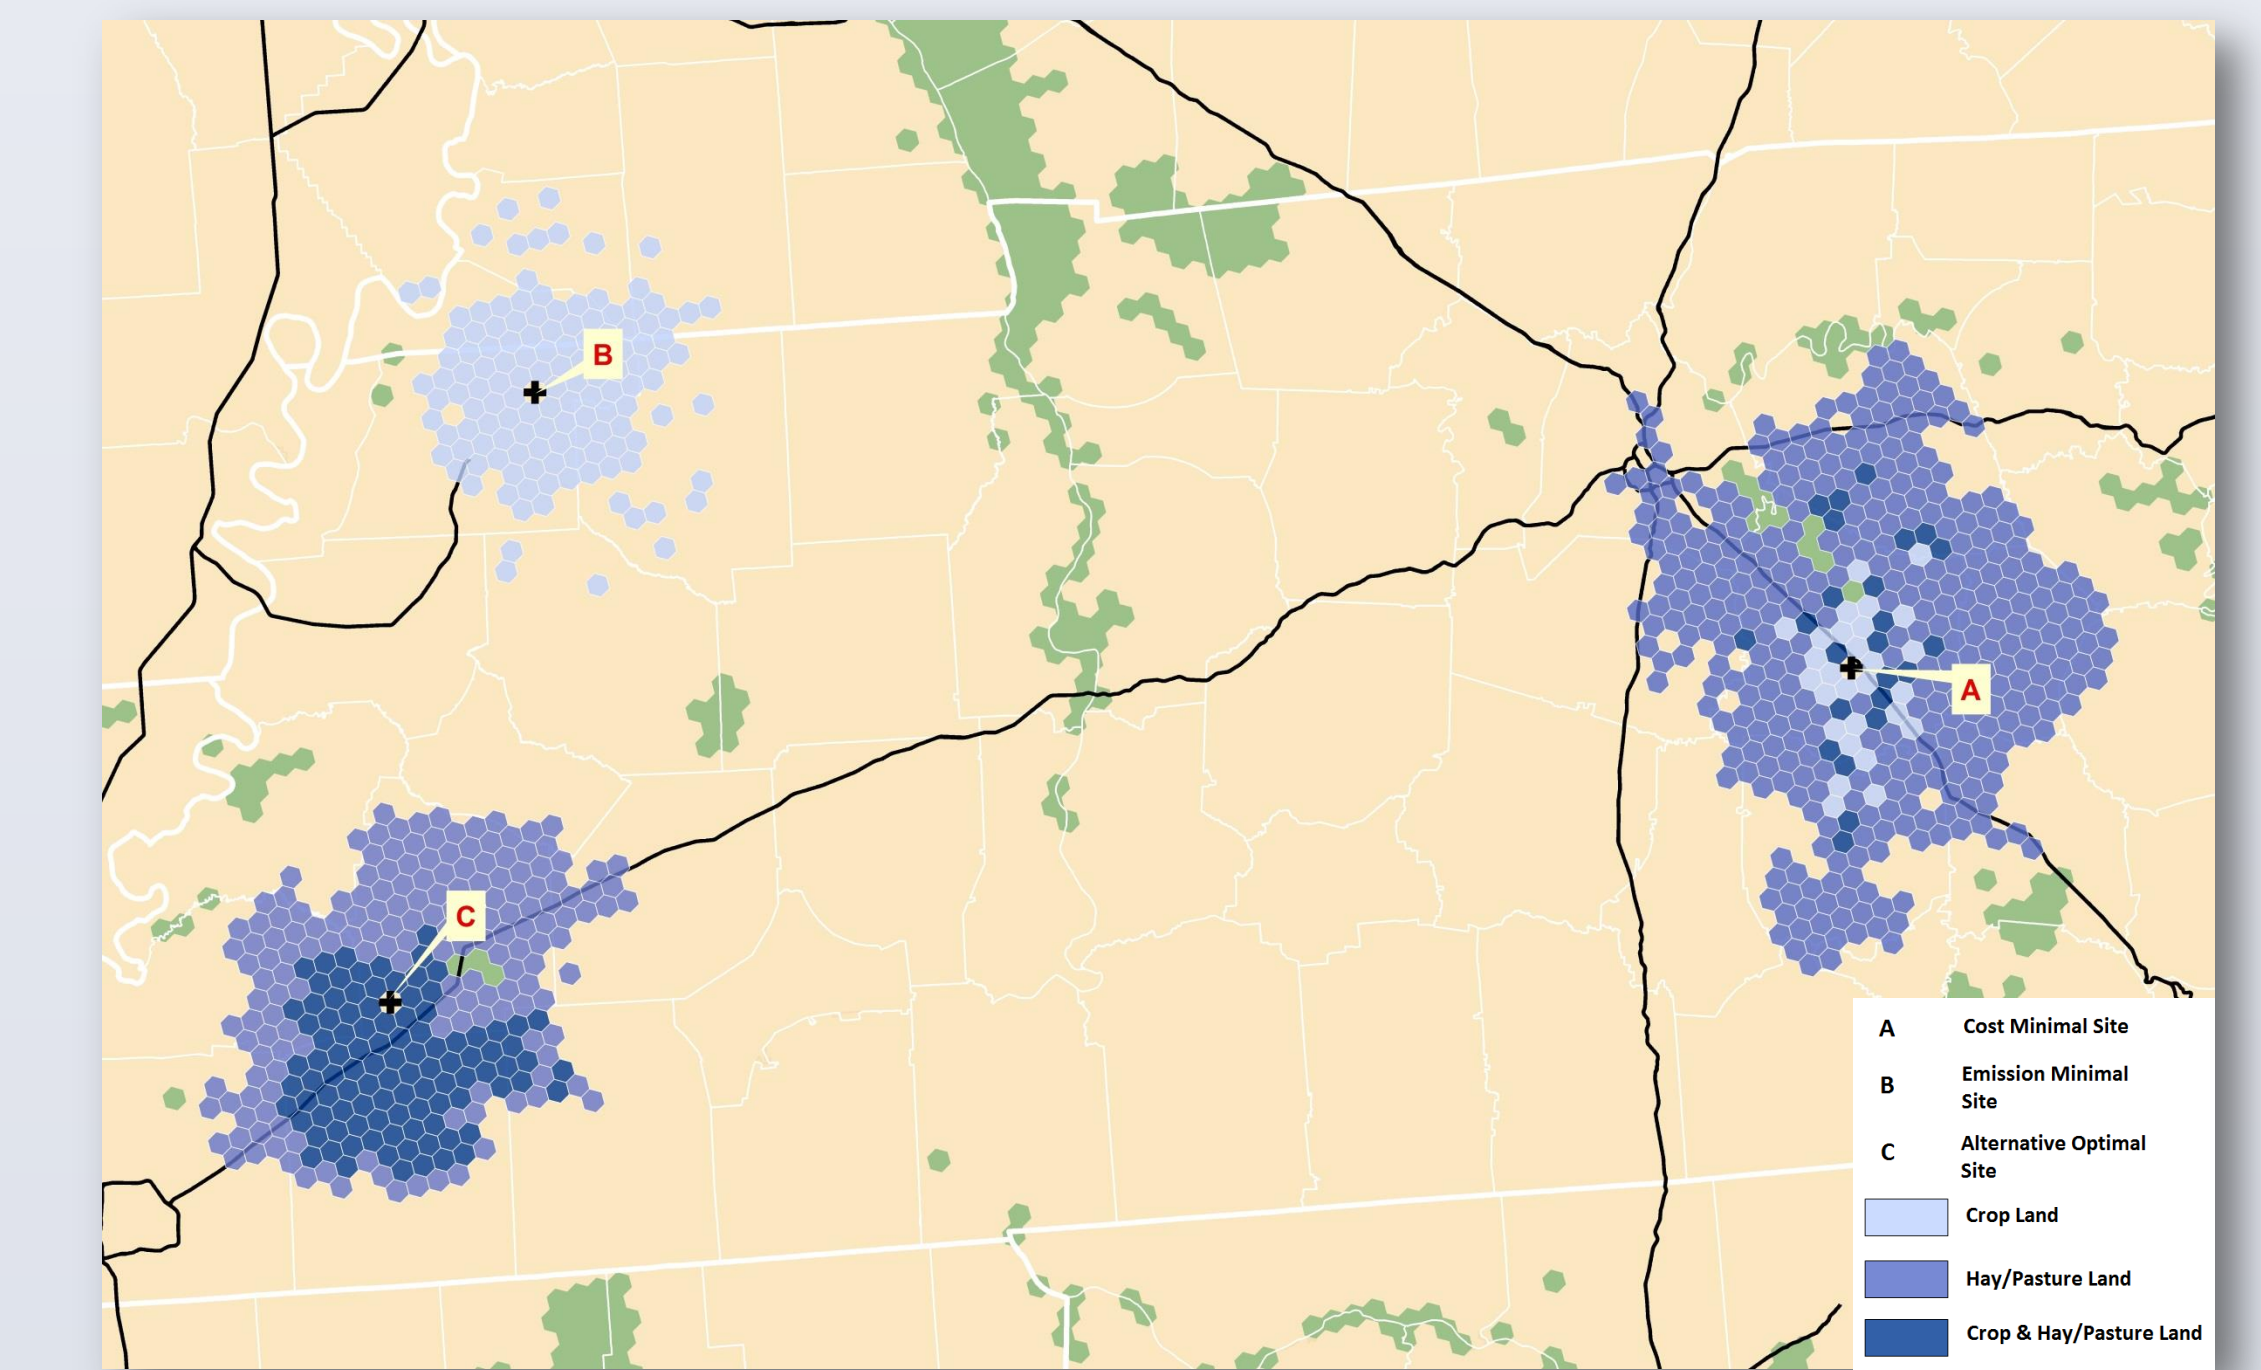 B
A
C
A Cost Minimal Site
B Emission Minimal
Site
C Alternative Optimal
Site
Crop Land
Hay/Pasture Land
Crop & Hay/Pasture Land